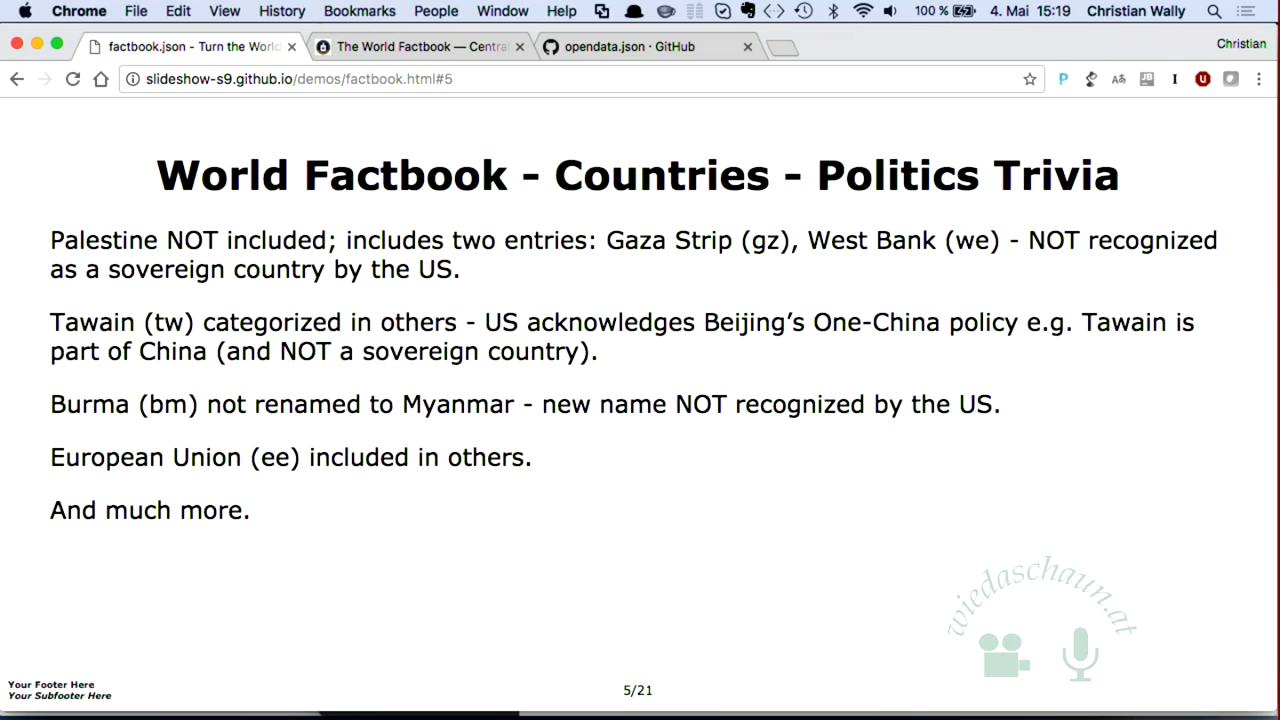 Chrome File Edit View History Bookmarks People Window Help 100 % 4. Mai 15:19 Christian Wally
factbook.json - Turn the World
The World Factbook — Centra
opendata.json · GitHub
Christian
slideshow-s9.github.io/demos/factbook.html#5
World Factbook - Countries - Politics Trivia
Palestine NOT included; includes two entries: Gaza Strip (gz), West Bank (we) - NOT recognized
as a sovereign country by the US.
Tawain (tw) categorized in others - US acknowledges Beijing’s One-China policy e.g. Tawain is
part of China (and NOT a sovereign country).
Burma (bm) not renamed to Myanmar - new name NOT recognized by the US.
European Union (ee) included in others.
And much more.
wiedaschaun.at
Your Footer Here
Your Subfooter Here
5/21